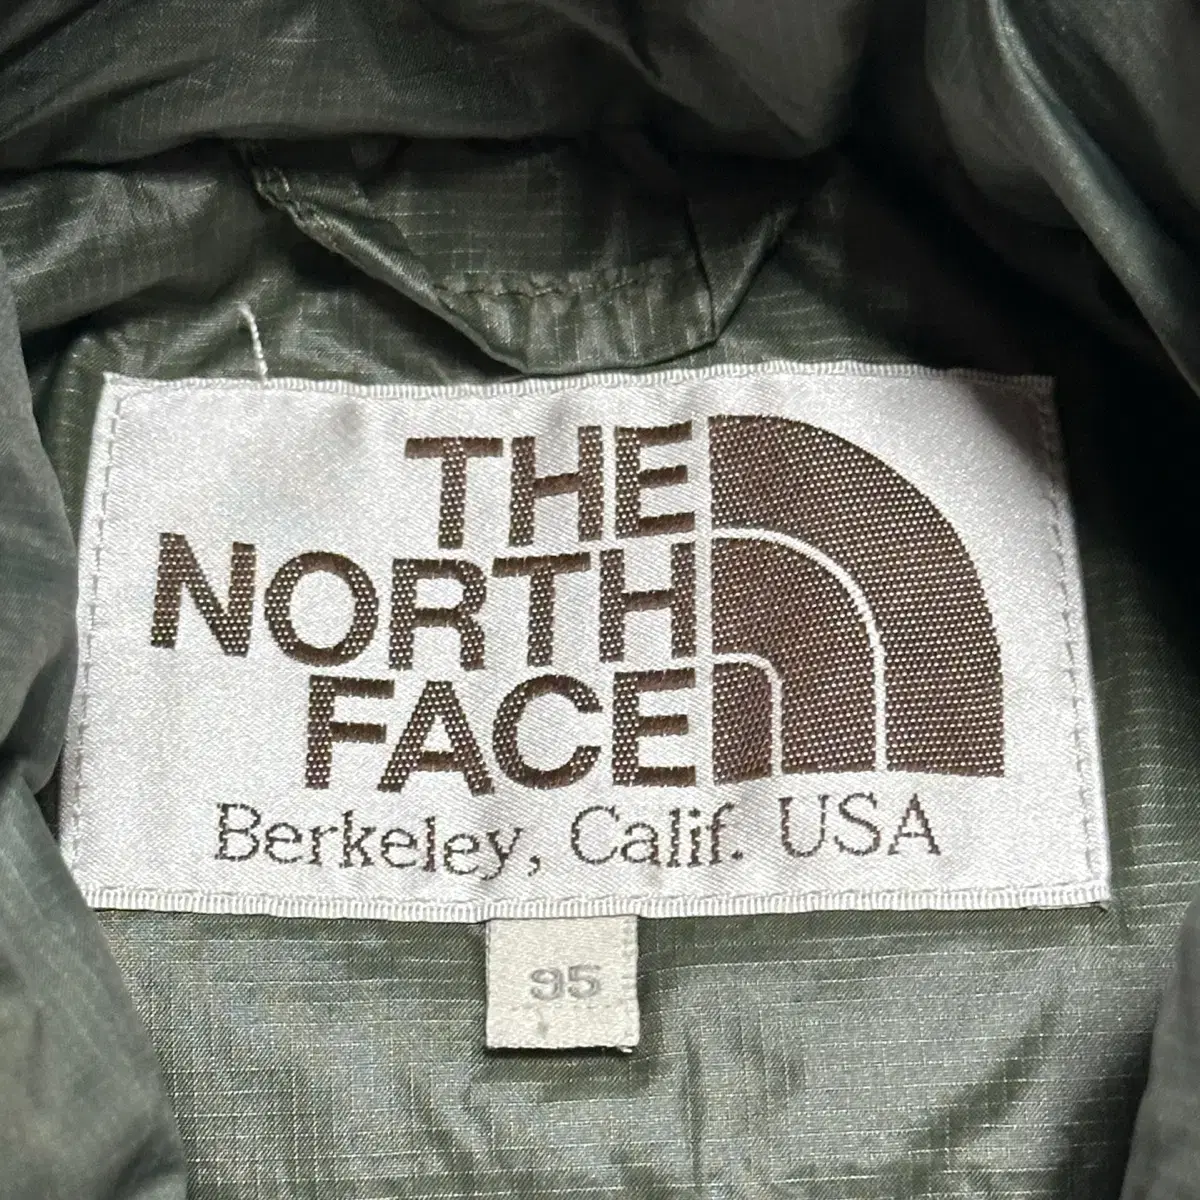 THE
NORTH
FACE
Berkeley, Calif. USA
95